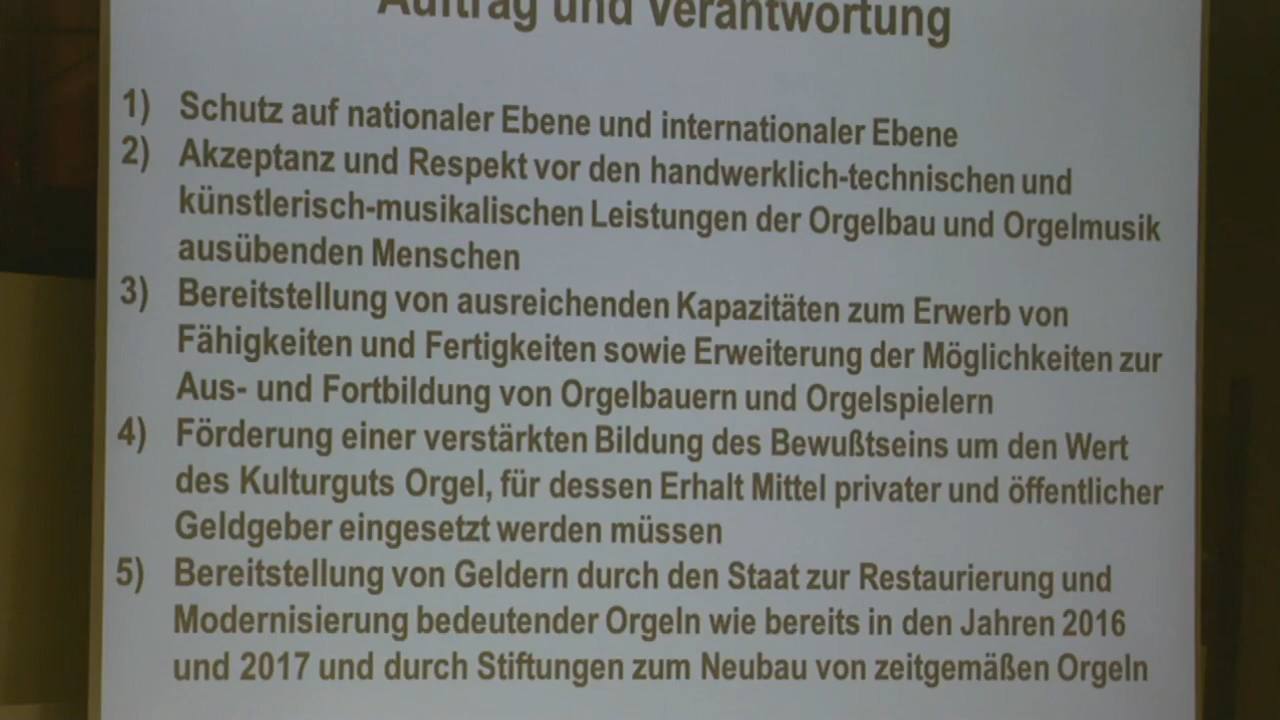 Auftrag und Verantwortung
1) Schutz auf nationaler Ebene und internationaler Ebene
2) Akzeptanz und Respekt vor den handwerklich-technischen und
künstlerisch-musikalischen Leistungen der Orgelbau und Orgelmusik
ausübenden Menschen
3) Bereitstellung von ausreichenden Kapazitäten zum Erwerb von
Fähigkeiten und Fertigkeiten sowie Erweiterung der Möglichkeiten zur
Aus- und Fortbildung von Orgelbauern und Orgelspielern
4) Förderung einer verstärkten Bildung des Bewußtseins um den Wert
des Kulturguts Orgel, für dessen Erhalt Mittel privater und öffentlicher
Geldgeber eingesetzt werden müssen
5) Bereitstellung von Geldern durch den Staat zur Restaurierung und
Modernisierung bedeutender Orgeln wie bereits in den Jahren 2016
und 2017 und durch Stiftungen zum Neubau von zeitgemäßen Orgeln